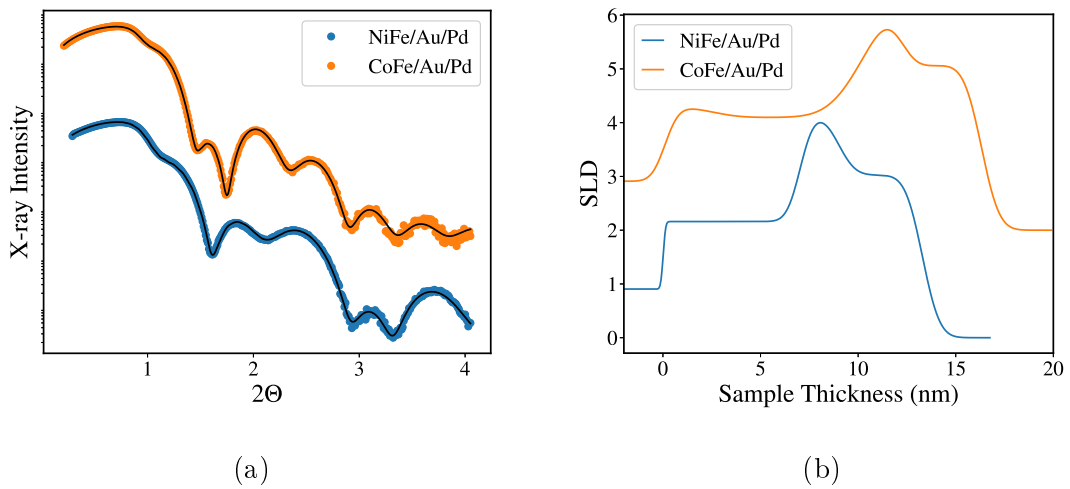 NiFe/Au/Pd
CoFe/Au/Pd
X-ray Intensity
1
2
3
4
2Θ
(a)
6
5
4
3
2
1
0
SLD
NiFe/Au/Pd
CoFe/Au/Pd
0
5
10
15
20
Sample Thickness (nm)
(b)